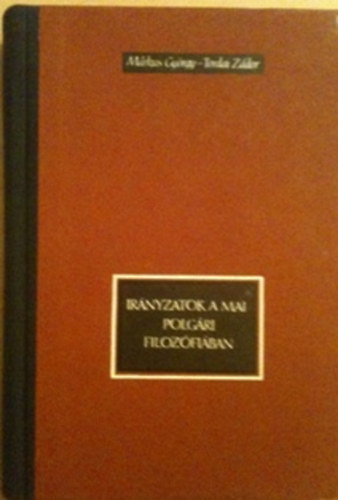 Márkus György–Tordai Zádor
IRÁNYZATOK A MAI
POLGÁRI
FILOZÓFIÁBAN